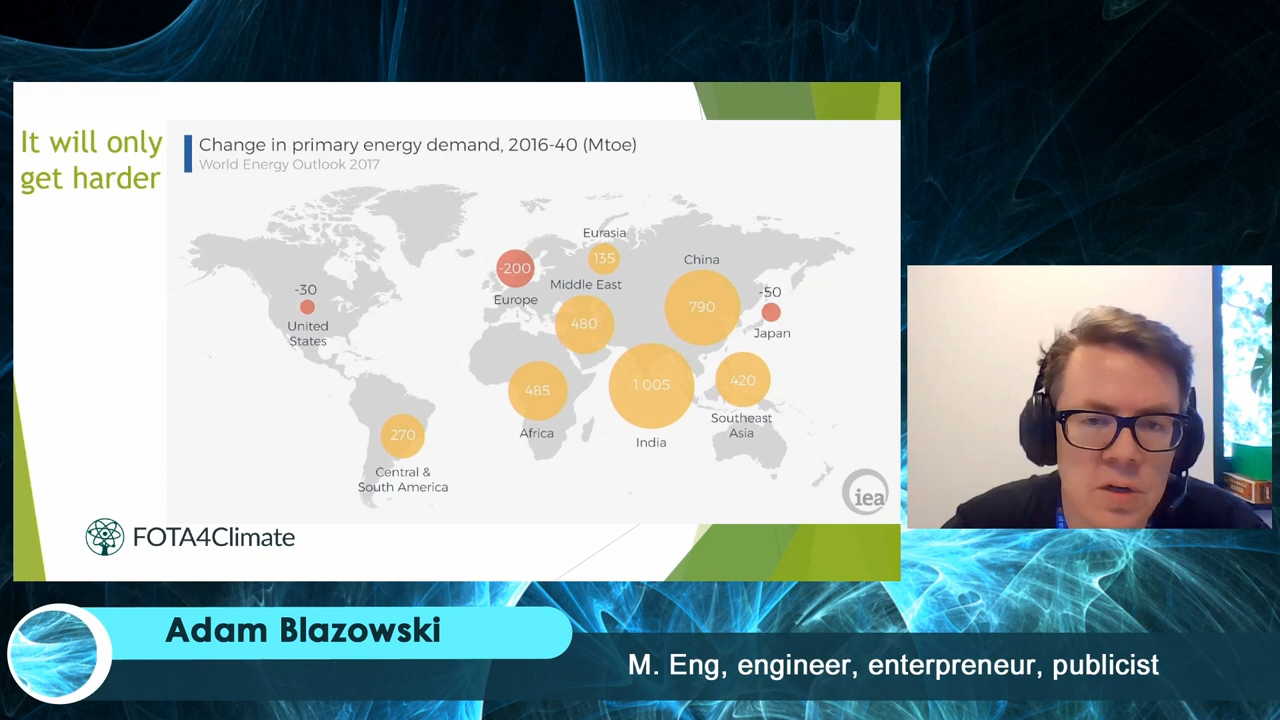 It will only
get harder
Change in primary energy demand, 2016-40 (Mtoe)
World Energy Outlook 2017
-30
United
States
-200
Europe
Eurasia
135
Middle East
480
China
790
-50
Japan
485
Africa
1 005
India
420
Southeast
Asia
270
Central &
South America
iea
FOTA4Climate
Adam Blazowski
M. Eng, engineer, enterpreneur, publicist